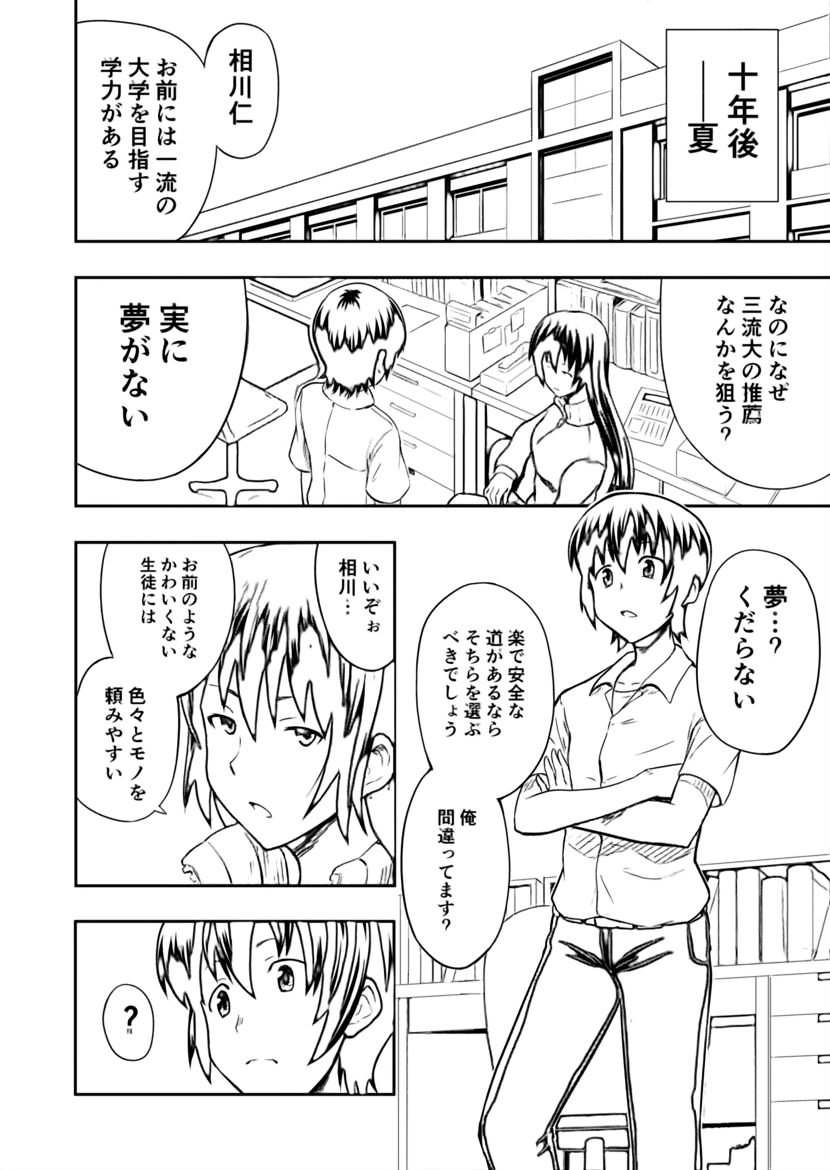 十年後
──夏
相川仁
お前には一流の
大学を目指す
学力がある
なのになぜ
三流大の推薦
なんかを狙う？
実に
夢がない
夢…？
くだらない
楽で安全な
道があるなら
そちらを選ぶ
べきでしょう
俺
間違ってます？
いいぞぉ
相川…
お前のような
かわいくない
生徒には
色々とモノを
頼みやすい
？